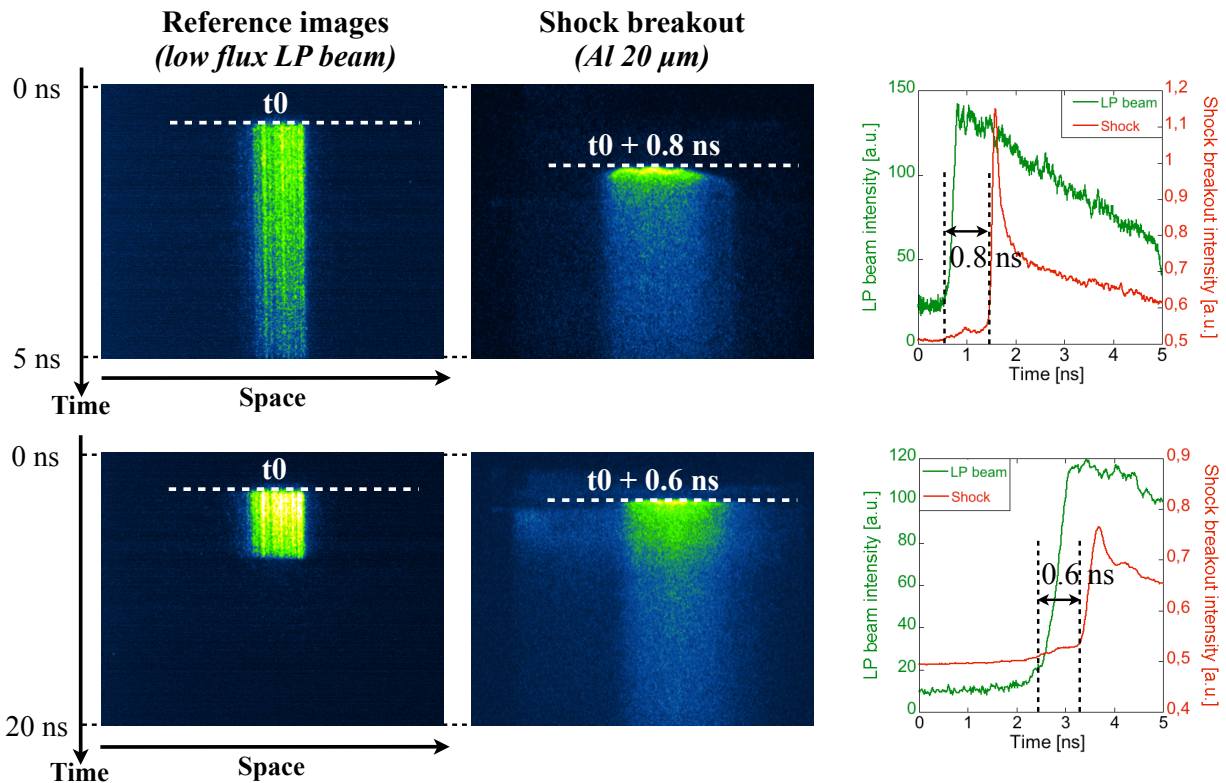 Reference images
(low flux LP beam)
Shock breakout
(Al 20 µm)
0 ns
t0
5 ns
Time
Space
t0 + 0.8 ns
LP beam intensity [a.u.]
150
100
50
0
LP beam
Shock
0.8 ns
1,2
1,1
1
0,9
0,8
0,7
0,6
0,5
Shock breakout intensity [a.u.]
0 1 2 3 4 5
Time [ns]
0 ns
t0
20 ns
Time
Space
t0 + 0.6 ns
LP beam intensity [a.u.]
120
100
80
60
40
20
0
LP beam
Shock
0.6 ns
0,9
0,8
0,7
0,6
0,5
0,4
Shock breakout intensity [a.u.]
0 1 2 3 4 5
Time [ns]